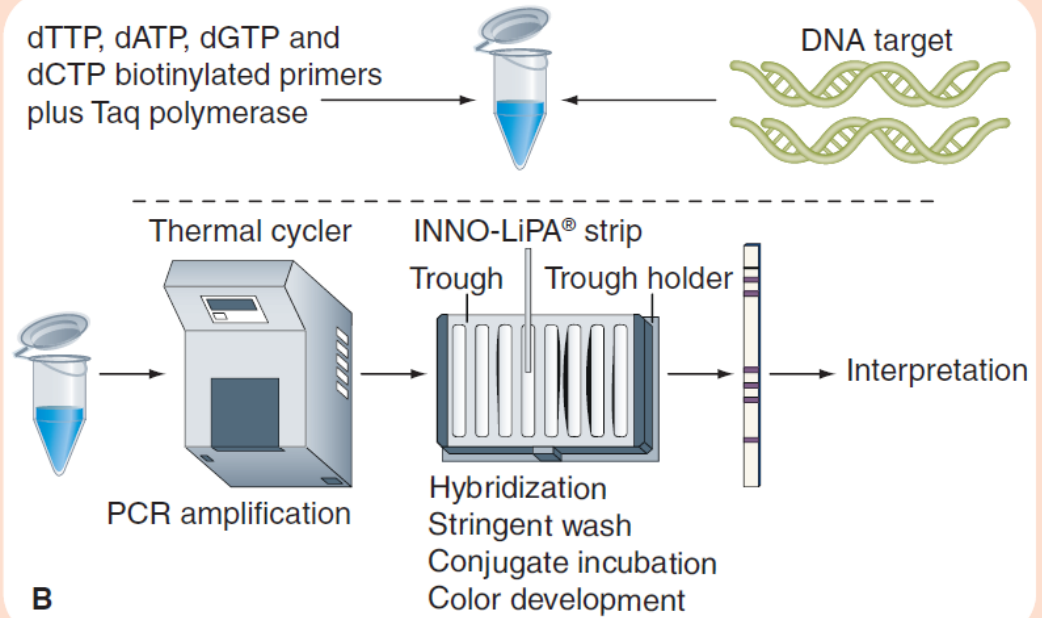 dTTP, dATP, dGTP and
dCTP biotinylated primers
plus Taq polymerase
DNA target
Thermal cycler
INNO-LiPA® strip
Trough
Trough holder
Interpretation
PCR amplification
Hybridization
Stringent wash
Conjugate incubation
Color development
B